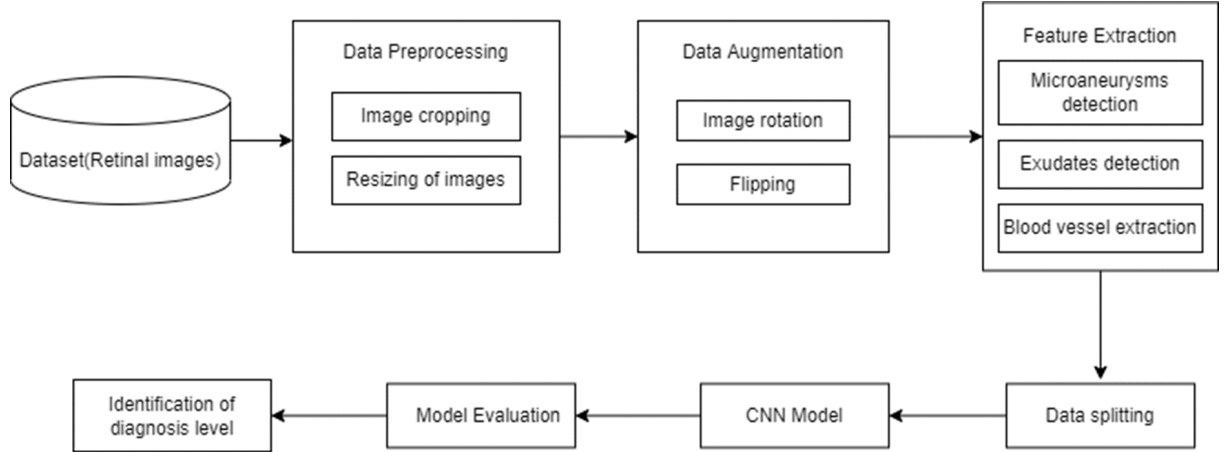 Dataset(Retinal images)
Data Preprocessing
Image cropping
Resizing of images
Data Augmentation
Image rotation
Flipping
Feature Extraction
Microaneurysms
detection
Exudates detection
Blood vessel extraction
Data splitting
CNN Model
Model Evaluation
Identification of
diagnosis level